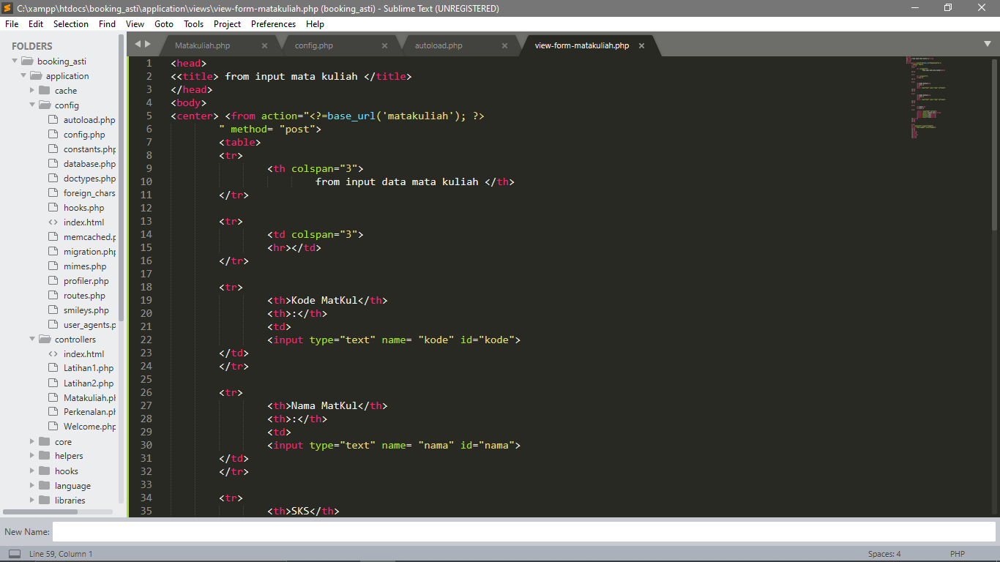 C:\xampp\htdocs\booking_asti\application\views\view-form-matakuliah.php (booking_asti) - Sublime Text (UNREGISTERED)
File Edit Selection Find View Goto Tools Project Preferences Help
FOLDERS
booking_asti
application
cache
config
autoload.php
config.php
constants.php
database.php
doctypes.php
foreign_chars
hooks.php
index.html
memcached.p
migration.php
mimes.php
profiler.php
routes.php
smileys.php
user_agents.p
controllers
index.html
Latihan1.php
Latihan2.php
Matakuliah.ph
Perkenalan.ph
Welcome.php
core
helpers
hooks
language
libraries
Matakuliah.php config.php autoload.php view-form-matakuliah.php
1 <head>
2 <<title> from input mata kuliah </title>
3 </head>
4 <body>
5 <center> <from action="<?=base_url('matakuliah'); ?>
6 " method= "post">
7 <table>
8 <tr>
9 <th colspan="3">
10 from input data mata kuliah </th>
11 </tr>
12
13 <tr>
14 <td colspan="3">
15 <hr></td>
16 </tr>
17
18 <tr>
19 <th>Kode MatKul</th>
20 <th>:</th>
21 <td>
22 <input type="text" name= "kode" id="kode">
23 </td>
24 </tr>
25
26 <tr>
27 <th>Nama MatKul</th>
28 <th>:</th>
29 <td>
30 <input type="text" name= "nama" id="nama">
31 </td>
32 </tr>
33
34 <tr>
35 <th>SKS</th>
New Name:
Line 59, Column 1 Spaces: 4 PHP